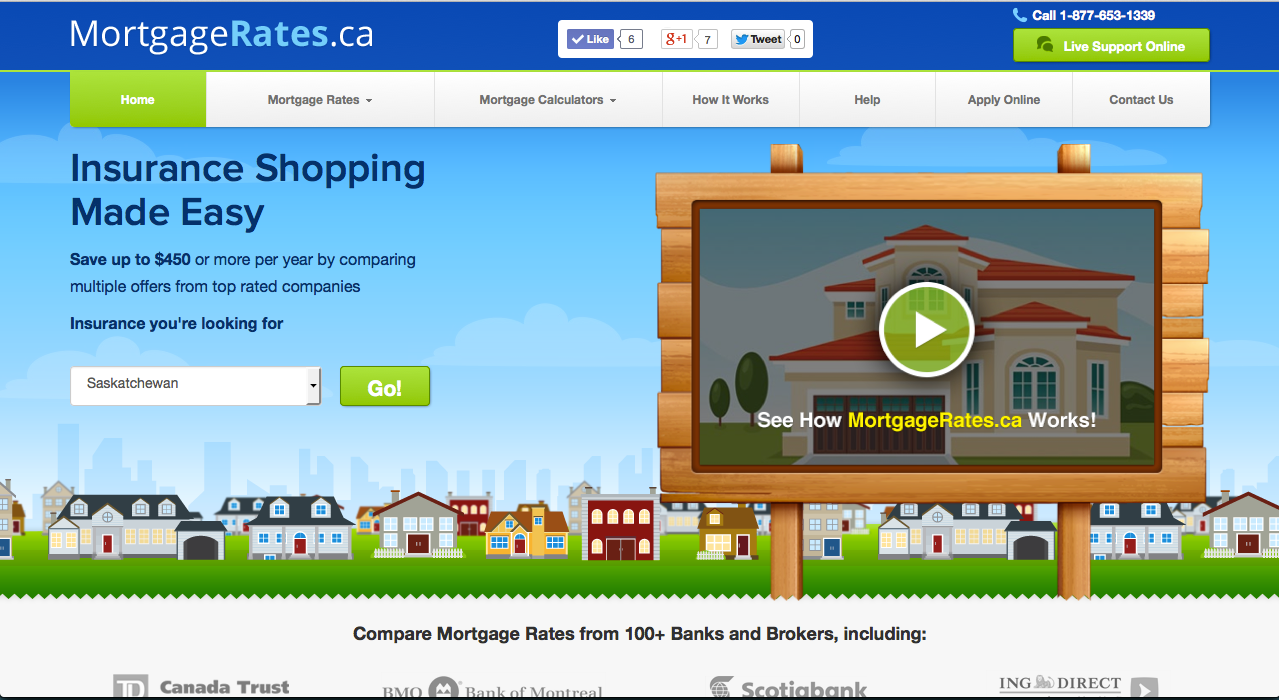 MortgageRates.ca
Like 6
g+1 7
Tweet 0
Call 1-877-653-1339
Live Support Online
Home
Mortgage Rates
Mortgage Calculators
How It Works
Help
Apply Online
Contact Us
Insurance Shopping
Made Easy
Save up to $450 or more per year by comparing
multiple offers from top rated companies
Insurance you're looking for
Saskatchewan
Go!
See How MortgageRates.ca Works!
Compare Mortgage Rates from 100+ Banks and Brokers, including:
TD Canada Trust
BMO Bank of Montreal
Scotiabank
ING DIRECT